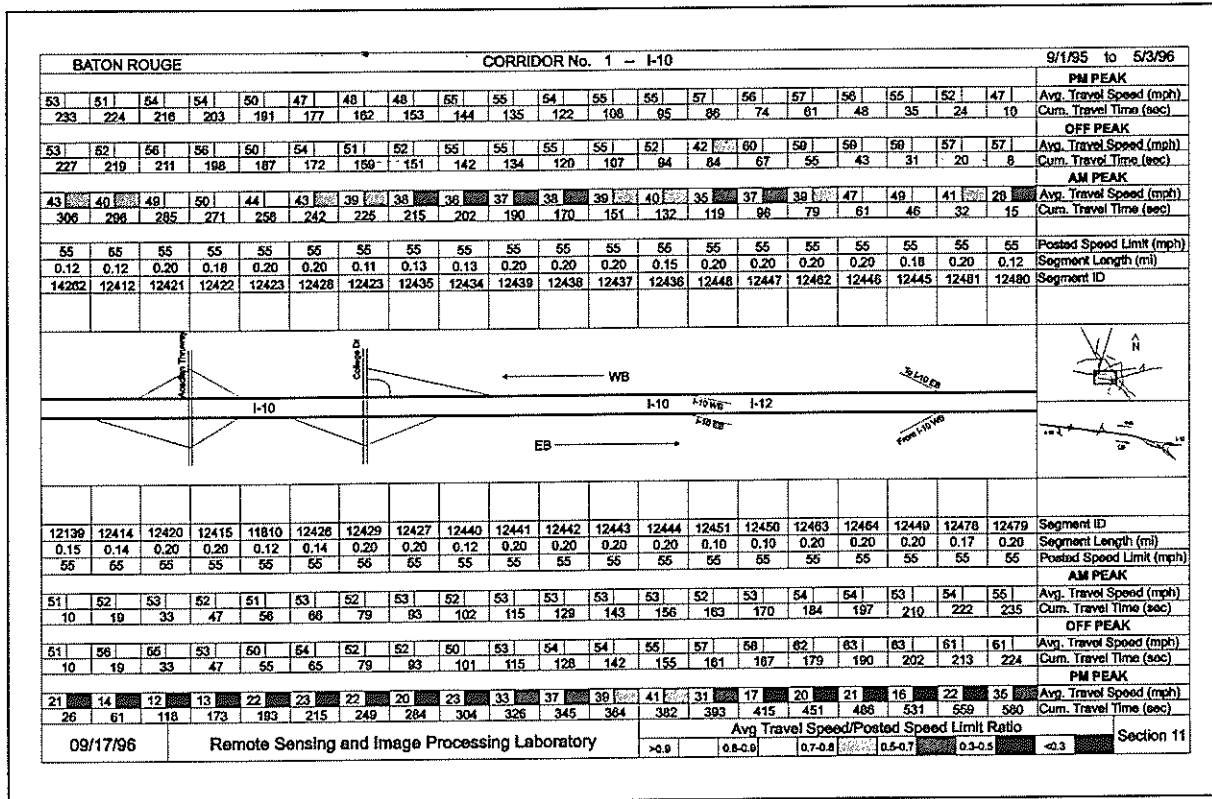 BATON ROUGE CORRIDOR No. 1 – I-10 9/1/95 to 5/3/96
PM PEAK
53 51 54 54 50 47 48 48 55 55 54 55 55 57 56 57 56 55 52 47 Avg. Travel Speed (mph)
233 224 216 203 191 177 162 153 144 135 122 108 95 86 74 61 48 35 24 10 Cum. Travel Time (sec)
OFF PEAK
53 52 56 56 50 54 51 52 55 55 55 55 52 42 60 59 59 59 57 57 Avg. Travel Speed (mph)
227 219 211 198 187 172 159 151 142 134 120 107 94 84 67 55 43 31 20 8 Cum. Travel Time (sec)
AM PEAK
43 40 49 50 44 43 39 38 36 37 38 39 40 35 37 39 47 49 41 28 Avg. Travel Speed (mph)
306 296 285 271 258 242 225 215 202 190 170 151 132 119 98 79 61 46 32 15 Cum. Travel Time (sec)
55 55 55 55 55 55 55 55 55 55 55 55 55 55 55 55 55 55 55 55 Posted Speed Limit (mph)
0.12 0.12 0.20 0.18 0.20 0.20 0.11 0.13 0.13 0.20 0.20 0.20 0.15 0.20 0.20 0.20 0.20 0.18 0.20 0.12 Segment Length (mi)
14262 12412 12421 12422 12423 12428 12423 12435 12434 12439 12438 12437 12436 12448 12447 12462 12446 12445 12481 12480 Segment ID
Acadian Thruway
College Dr
WB
To I-10 EB
N
I-10 I-10 I-10 WB I-12
I-10 EB
From I-10 WB
EB
12139 12414 12420 12415 11810 12426 12429 12427 12440 12441 12442 12443 12444 12451 12450 12463 12464 12449 12478 12479 Segment ID
0.15 0.14 0.20 0.20 0.12 0.14 0.20 0.20 0.12 0.20 0.20 0.20 0.20 0.10 0.10 0.20 0.20 0.20 0.17 0.20 Segment Length (mi)
55 55 55 55 55 55 55 55 55 55 55 55 55 55 55 55 55 55 55 55 Posted Speed Limit (mph)
AM PEAK
51 52 53 52 51 53 52 53 52 53 52 53 53 52 53 54 54 53 54 55 Avg. Travel Speed (mph)
10 19 33 47 56 66 79 93 102 115 129 143 156 163 170 184 197 210 222 235 Cum. Travel Time (sec)
OFF PEAK
51 56 55 53 50 54 52 52 50 53 54 54 55 57 58 62 63 63 61 61 Avg. Travel Speed (mph)
10 19 33 47 55 65 79 93 101 115 128 142 155 161 167 179 190 202 213 224 Cum. Travel Time (sec)
PM PEAK
21 14 12 13 22 23 22 20 23 33 37 39 41 31 17 20 21 16 22 35 Avg. Travel Speed (mph)
26 61 118 173 193 215 249 284 304 326 345 364 382 393 415 451 486 531 559 580 Cum. Travel Time (sec)
09/17/96 Remote Sensing and Image Processing Laboratory
Avg Travel Speed/Posted Speed Limit Ratio
>0.9 0.8-0.9 0.7-0.8 0.5-0.7 0.3-0.5 <0.3
Section 11